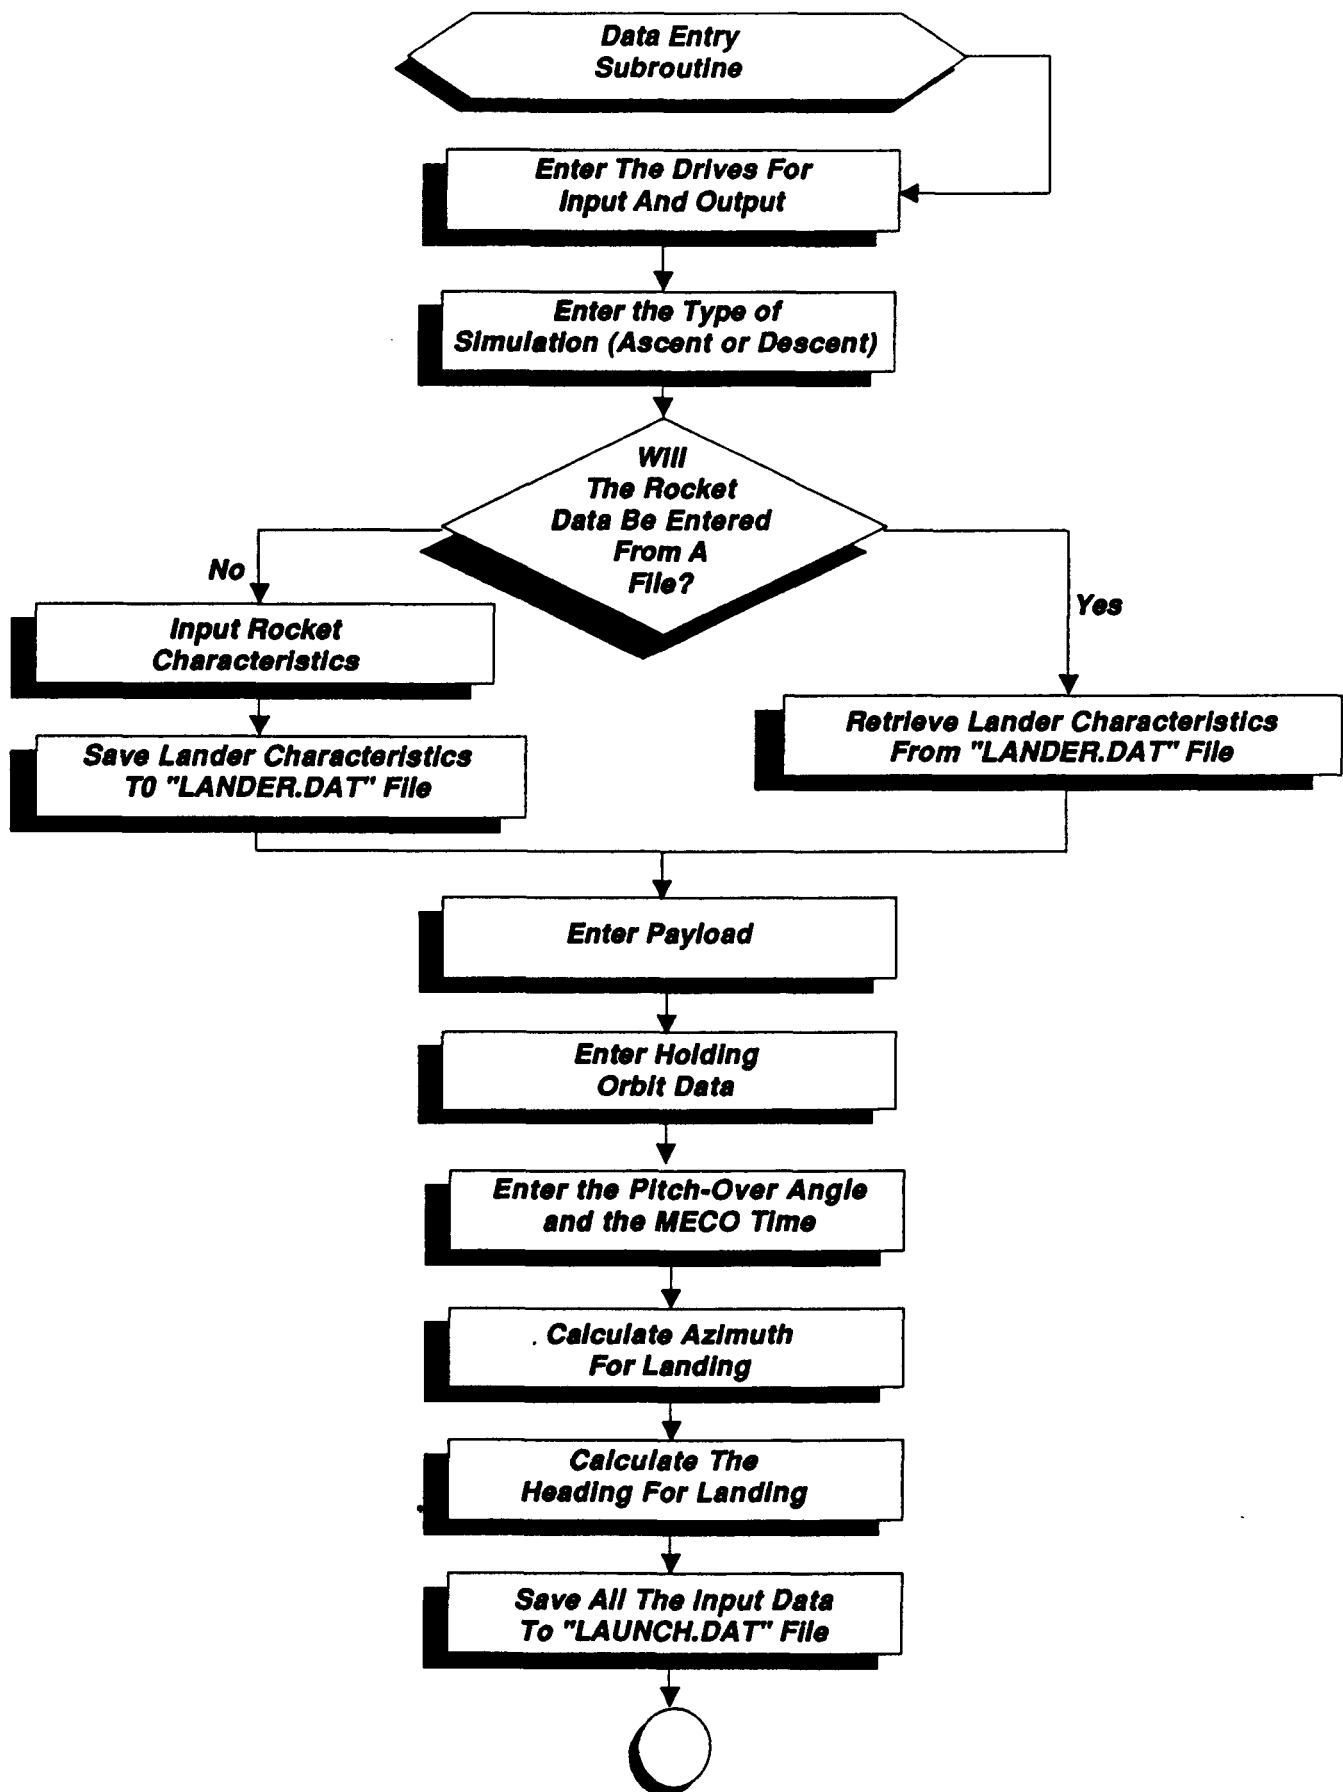 Data Entry
Subroutine
Enter The Drives For
Input And Output
Enter the Type of
Simulation (Ascent or Descent)
Will
The Rocket
Data Be Entered
From A
File?
No
Yes
Input Rocket
Characteristics
Save Lander Characteristics
T0 "LANDER.DAT" File
Retrieve Lander Characteristics
From "LANDER.DAT" File
Enter Payload
Enter Holding
Orbit Data
Enter the Pitch-Over Angle
and the MECO Time
Calculate Azimuth
For Landing
Calculate The
Heading For Landing
Save All The Input Data
To "LAUNCH.DAT" File